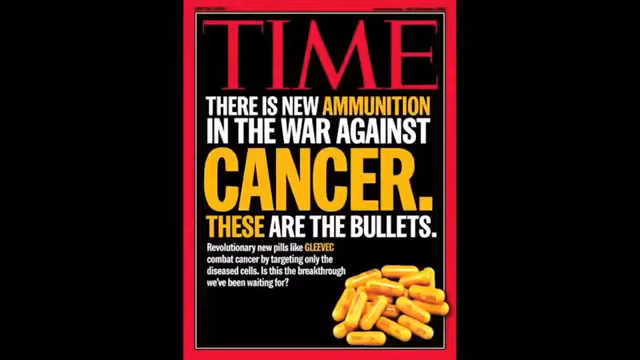 TIME
THERE IS NEW AMMUNITION
IN THE WAR AGAINST
CANCER.
THESE ARE THE BULLETS.
Revolutionary new pills like GLEEVEC
combat cancer by targeting only the
diseased cells. Is this the breakthrough
we've been waiting for?